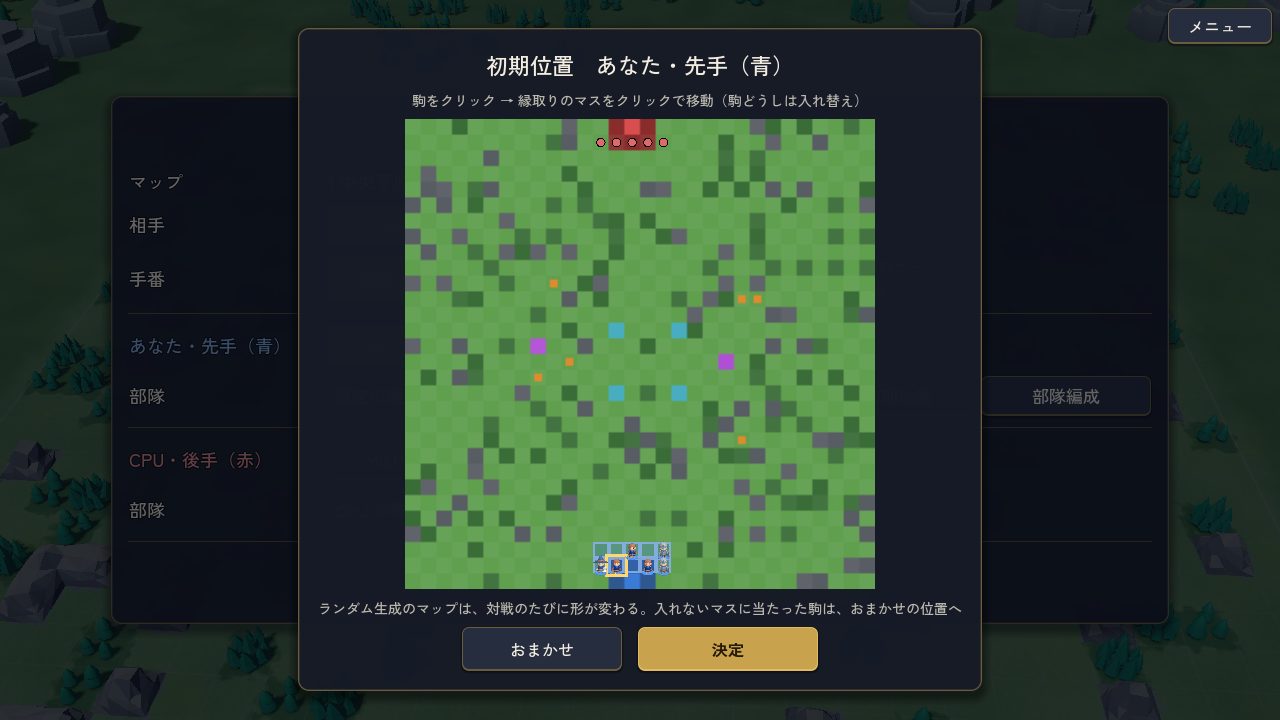 メニュー
初期位置　あなた・先手（青）
駒をクリック → 縁取りのマスをクリックで移動（駒どうしは入れ替え）
マップ
相手
手番
あなた・先手（青）
部隊
部隊編成
CPU・後手（赤）
部隊
ランダム生成のマップは、対戦のたびに形が変わる。入れないマスに当たった駒は、おまかせの位置へ
おまかせ
決定